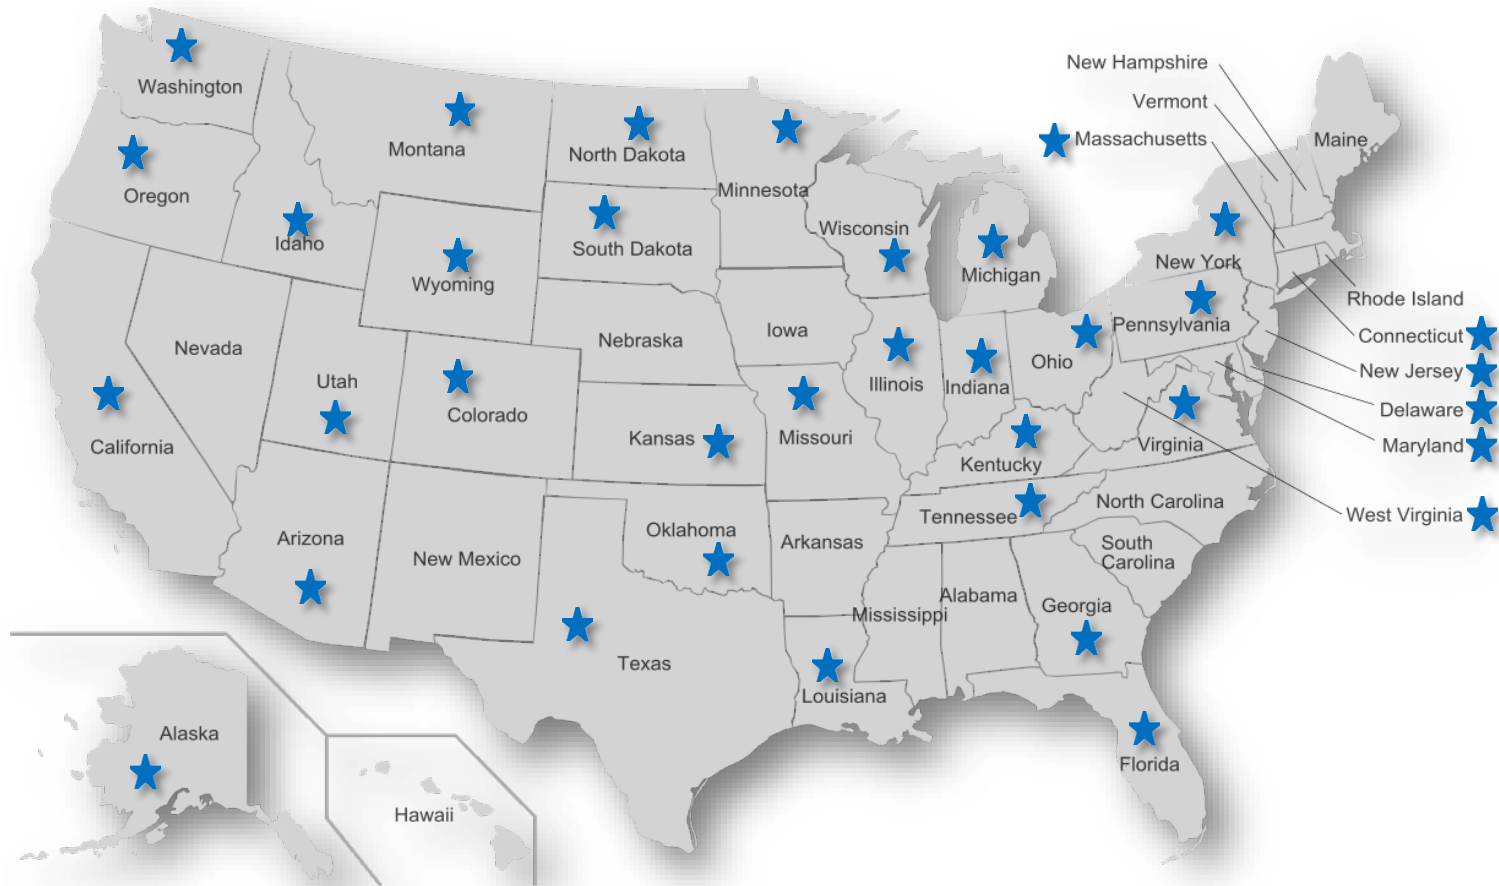 New Hampshire
Washington
Vermont
Massachusetts
Maine
Montana
North Dakota
Oregon
Minnesota
Wisconsin
Idaho
South Dakota
New York
Michigan
Wyoming
Rhode Island
Pennsylvania
Iowa
Connecticut
Nebraska
Nevada
Ohio
New Jersey
Utah
Illinois
Indiana
Delaware
Colorado
Kansas
Missouri
Virginia
Maryland
California
Kentucky
North Carolina
West Virginia
Tennessee
Oklahoma
Arizona
Arkansas
South
Carolina
New Mexico
Alabama
Georgia
Mississippi
Texas
Louisiana
Alaska
Florida
Hawaii